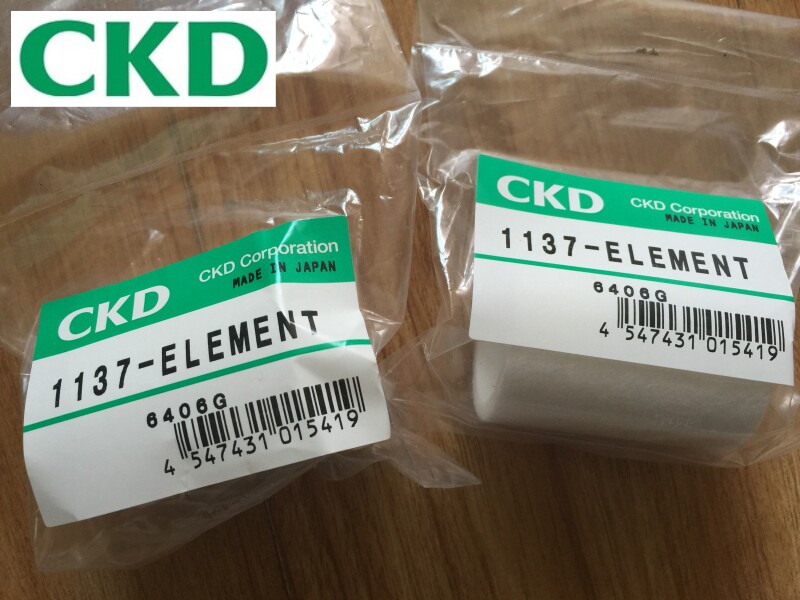 CKD
CKD
CKD Corporation
MADE IN JAPAN
1137-ELEMENT
6406G
4 547431 015419
CKD
CKD Corporation
MADE IN JAPAN
1137-ELEMENT
6406G
4 547431 015419